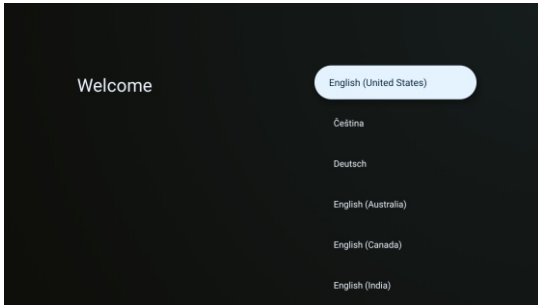 Welcome
English (United States)
Čeština
Deutsch
English (Australia)
English (Canada)
English (India)